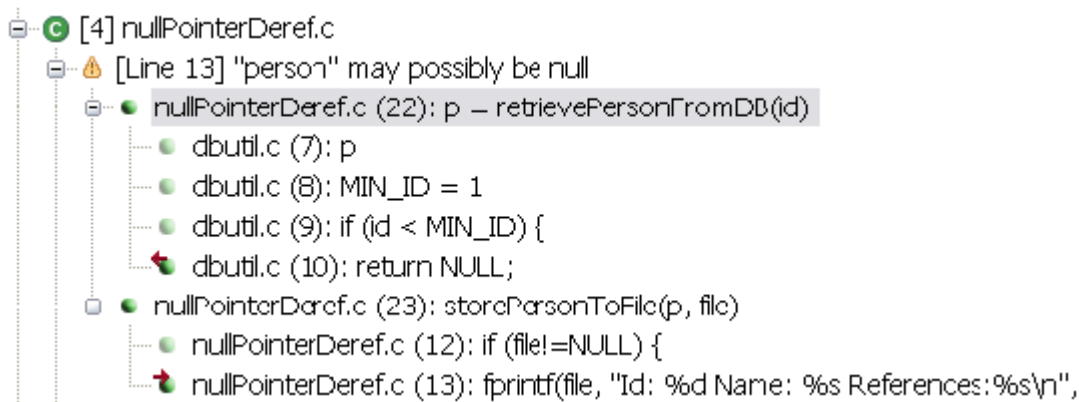 C [4] nullPointerDeref.c
[Line 13] "person" may possibly be null
nullPointerDeref.c (22): p = retrievePersonFromDB(id)
dbutil.c (7): p
dbutil.c (8): MIN_ID = 1
dbutil.c (9): if (id < MIN_ID) {
dbutil.c (10): return NULL;
nullPointerDeref.c (23): storePersonToFile(p, file)
nullPointerDeref.c (12): if (file!=NULL) {
nullPointerDeref.c (13): fprintf(file, "Id: %d Name: %s References:%s\n",